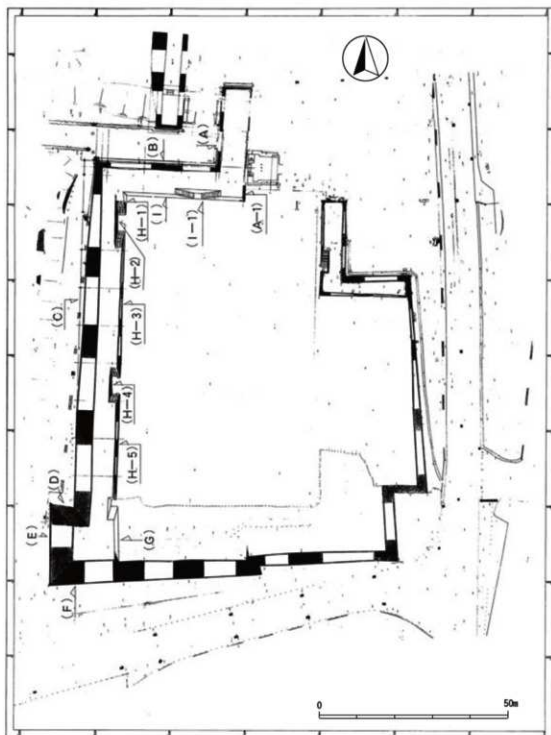 (B)
(A)
(H-1)
(I)
(I-1)
(A-1)
(H-2)
(C)
(H-3)
(H-4)
(H-5)
(D)
(E)
(G)
(F)
0
50m